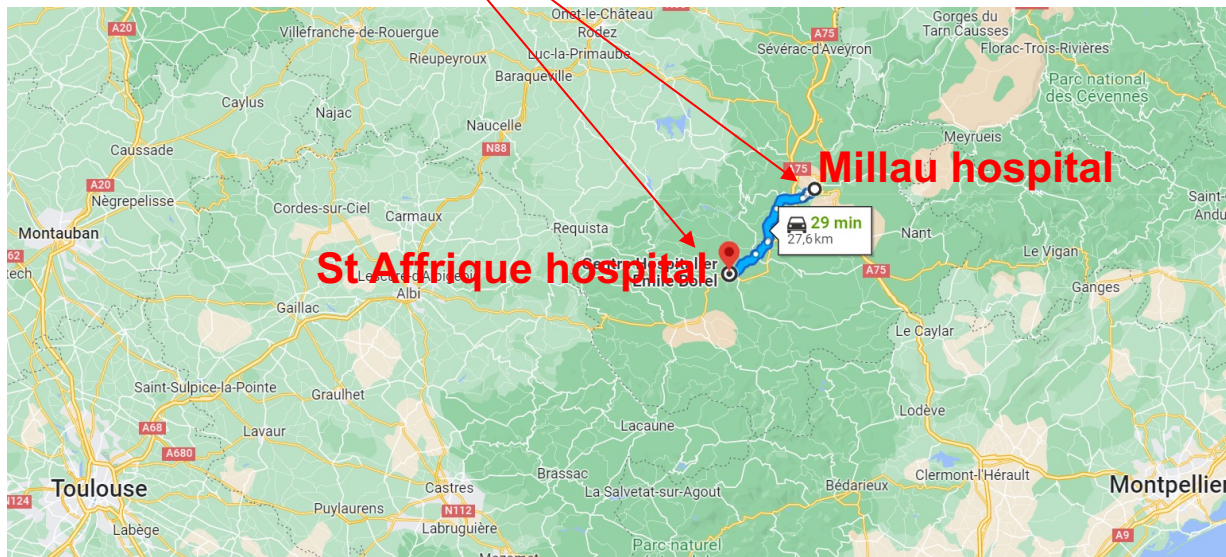 Onet-le-Château
Gorges du
Tarn Causses
A20
Villefranche-de-Rouergue
Rodez
A75
Rieupeyroux
Luc-la-Primaube
Sévérac-d'Aveyron
Florac-Trois-Rivières
Baraqueville
Parc national
des Cévennes
Caylus
Najac
Naucelle
Meyrueis
Caussade
N88
A75
Millau hospital
A20
Nègrepelisse
Cordes-sur-Ciel
Carmaux
29 min
27,6 km
Montauban
Requista
Nant
Le Vigan
St Affrique hospital
Centre Hospitalier
Emile Borel
A75
Albi
Ganges
Gaillac
Le Caylar
Saint-Sulpice-la-Pointe
Graulhet
Lodève
A68
Lavaur
Lacaune
A680
Brassac
Clermont-l'Hérault
Toulouse
Castres
La Salvetat-sur-Agout
Bédarieux
Montpellier
N124
Puylaurens
N112
Labège
Labruguière
A9
Parc naturel